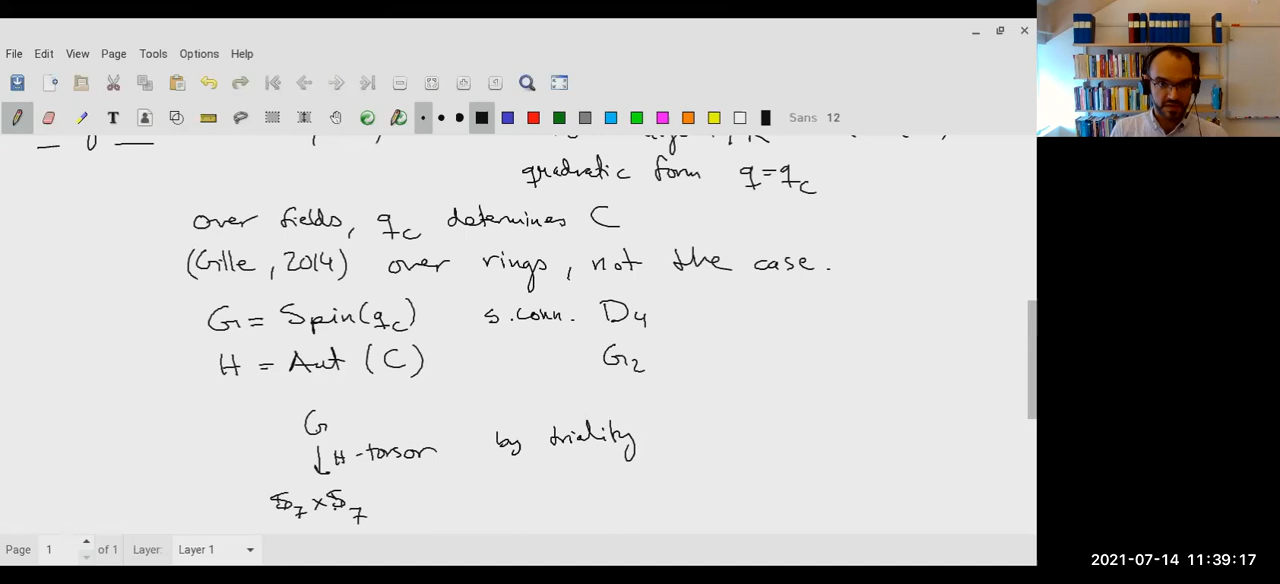 File Edit View Page Tools Options Help
Sans 12
quadratic form q = q_C
over fields, q_C determines C
(Gille, 2014) over rings, not the case.
G = Spin(q_C) s.conn. D4
H = Aut (C) G2
G
↓ H-torsor by triality
S_7 × S_7
Page 1 of 1 Layer: Layer 1
2021-07-14 11:39:17